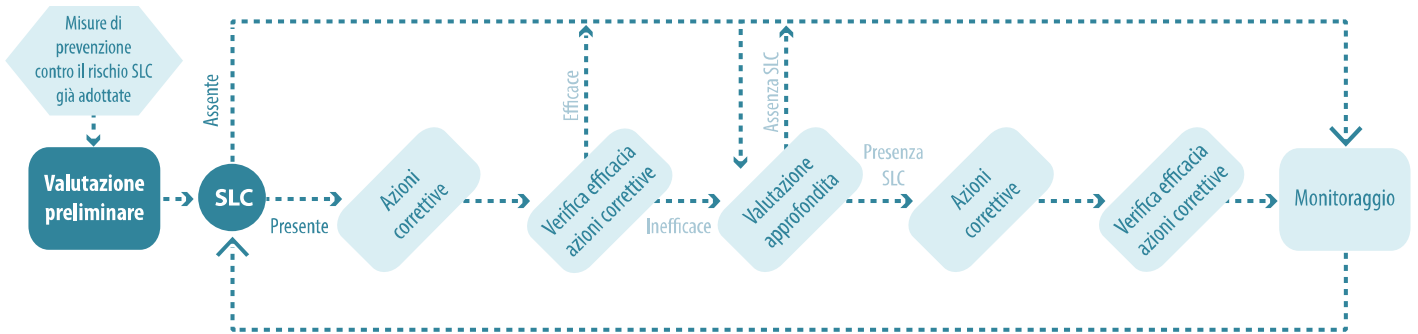 Misure di
prevenzione
contro il rischio SLC
già adottate
Valutazione
preliminare
SLC
Assente
Presente
Azioni
correttive
Efficace
Verifica efficacia
azioni correttive
Inefficace
Assenza SLC
Valutazione
approfondita
Presenza
SLC
Azioni
correttive
Verifica efficacia
azioni correttive
Monitoraggio